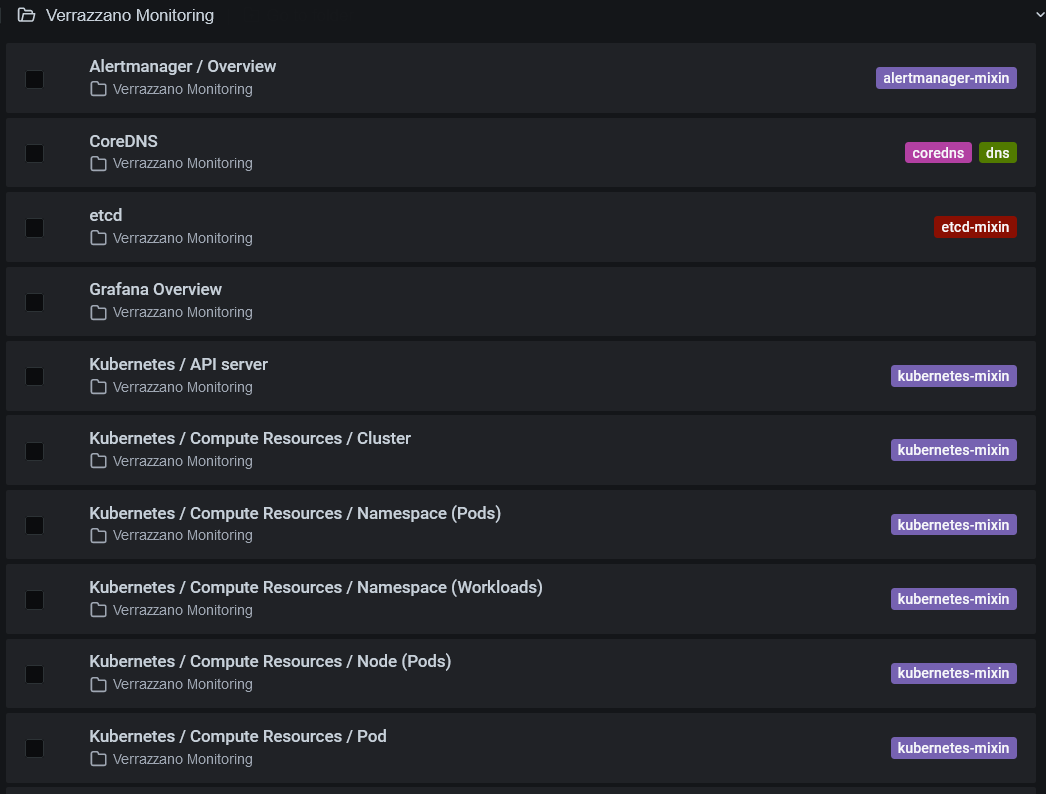 Verrazzano Monitoring
Alertmanager / Overview
Verrazzano Monitoring
alertmanager-mixin
CoreDNS
Verrazzano Monitoring
coredns dns
etcd
Verrazzano Monitoring
etcd-mixin
Grafana Overview
Verrazzano Monitoring
Kubernetes / API server
Verrazzano Monitoring
kubernetes-mixin
Kubernetes / Compute Resources / Cluster
Verrazzano Monitoring
kubernetes-mixin
Kubernetes / Compute Resources / Namespace (Pods)
Verrazzano Monitoring
kubernetes-mixin
Kubernetes / Compute Resources / Namespace (Workloads)
Verrazzano Monitoring
kubernetes-mixin
Kubernetes / Compute Resources / Node (Pods)
Verrazzano Monitoring
kubernetes-mixin
Kubernetes / Compute Resources / Pod
Verrazzano Monitoring
kubernetes-mixin